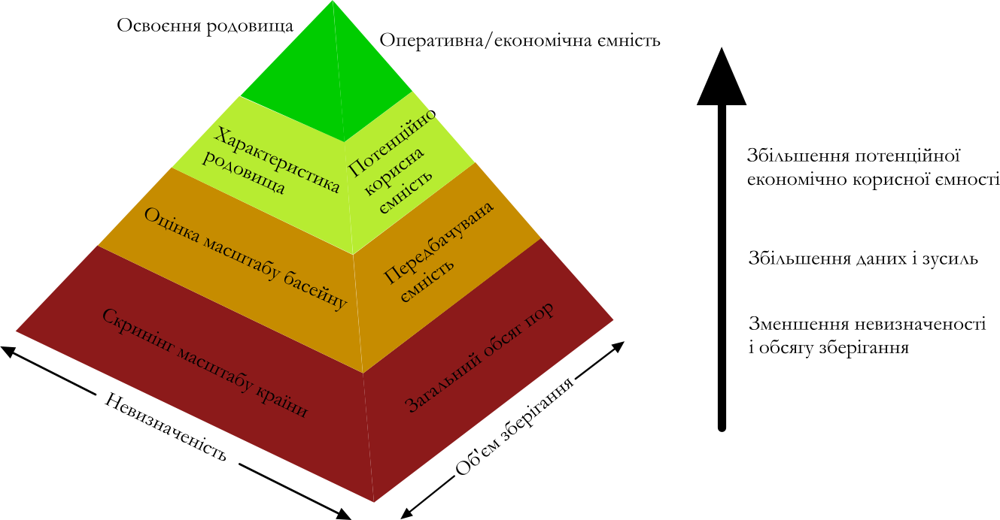 Освоєння родовища
Оперативна/економічна ємність
Характеристика
родовища
Потенційно
корисна
ємність
Оцінка масштабу басейну
Передбачувана
ємність
Скринінг масштабу країни
Загальний обсяг пор
Невизначеність
Об'єм зберігання
Збільшення потенційної
економічно корисної ємності
Збільшення даних і зусиль
Зменшення невизначеності
і обсягу зберігання